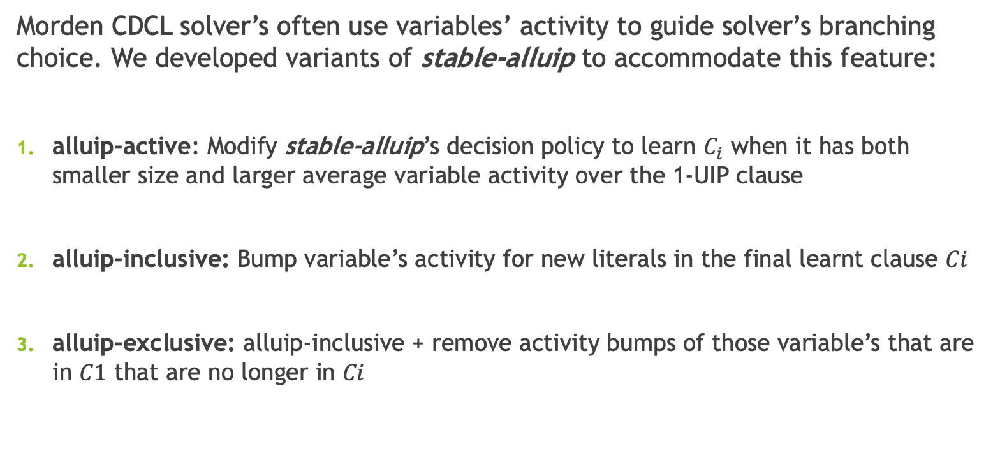 Morden CDCL solver’s often use variables’ activity to guide solver’s branching
choice. We developed variants of stable-alluip to accommodate this feature:
1. alluip-active: Modify stable-alluip’s decision policy to learn Cᵢ when it has both
smaller size and larger average variable activity over the 1-UIP clause
2. alluip-inclusive: Bump variable’s activity for new literals in the final learnt clause Ci
3. alluip-exclusive: alluip-inclusive + remove activity bumps of those variable’s that are
in C1 that are no longer in Ci